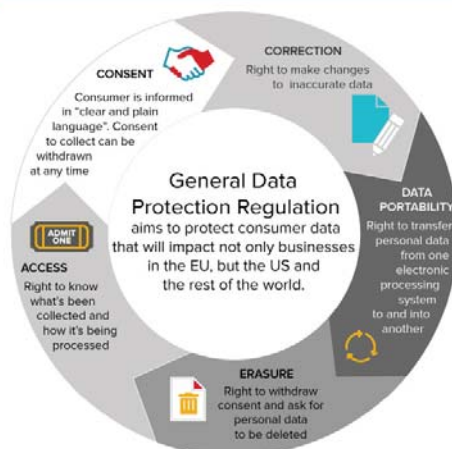 CONSENT
Consumer is informed
in "clear and plain
language". Consent
to collect can be
withdrawn
at any time
CORRECTION
Right to make changes
to inaccurate data
DATA
PORTABILITY
Right to transfer
personal data
from one
electronic
processing
system
to and into
another
ERASURE
Right to withdraw
consent and ask for
personal data
to be deleted
ADMIT
ONE
ACCESS
Right to know
what's been
collected and
how it's being
processed
General Data
Protection Regulation
aims to protect consumer data
that will impact not only businesses
in the EU, but the US and
the rest of the world.